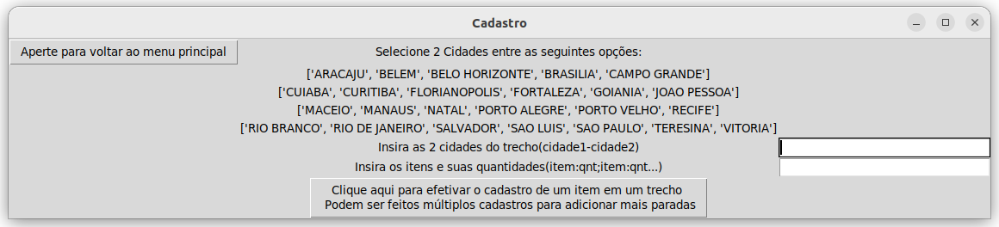 Cadastro
Aperte para voltar ao menu principal
Selecione 2 Cidades entre as seguintes opções:
['ARACAJU', 'BELEM', 'BELO HORIZONTE', 'BRASILIA', 'CAMPO GRANDE']
['CUIABA', 'CURITIBA', 'FLORIANOPOLIS', 'FORTALEZA', 'GOIANIA', 'JOAO PESSOA']
['MACEIO', 'MANAUS', 'NATAL', 'PORTO ALEGRE', 'PORTO VELHO', 'RECIFE']
['RIO BRANCO', 'RIO DE JANEIRO', 'SALVADOR', 'SAO LUIS', 'SAO PAULO', 'TERESINA', 'VITORIA']
Insira as 2 cidades do trecho(cidade1-cidade2)
Insira os itens e suas quantidades(item:qnt;item:qnt...)
Clique aqui para efetivar o cadastro de um item em um trecho
Podem ser feitos múltiplos cadastros para adicionar mais paradas